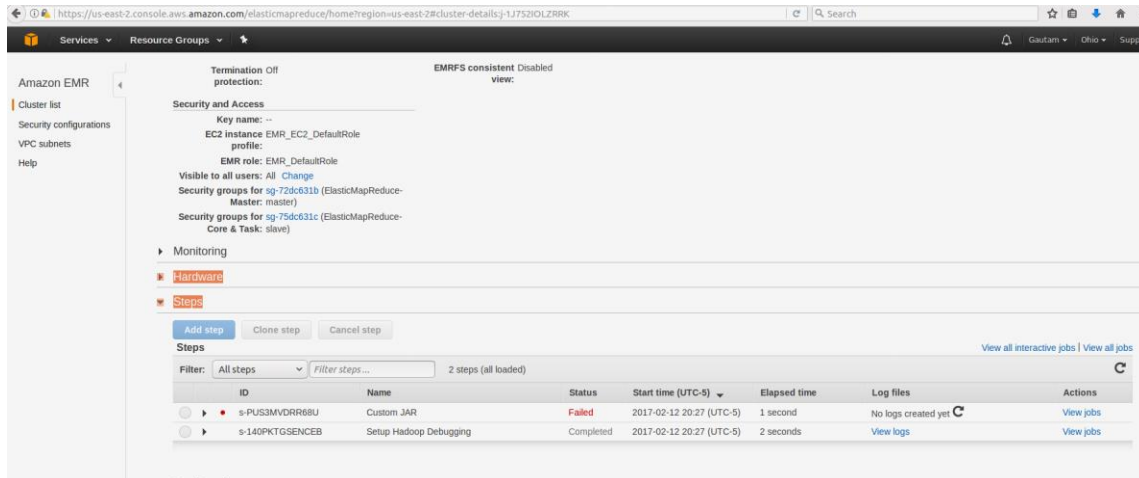 https://us-east-2.console.aws.amazon.com/elasticmapreduce/home?region=us-east-2#cluster-details:j-1J7S2IOLZRRK
Search
Services
Resource Groups
Gautam
Ohio
Supp
Amazon EMR
Cluster list
Security configurations
VPC subnets
Help
Termination Off
protection:
EMRFS consistent Disabled
view:
Security and Access
Key name: --
EC2 instance EMR_EC2_DefaultRole
profile:
EMR role: EMR_DefaultRole
Visible to all users: All Change
Security groups for sg-72dc631b (ElasticMapReduce-
Master: master)
Security groups for sg-75dc631c (ElasticMapReduce-
Core & Task: slave)
Monitoring
Hardware
Steps
Add step Clone step Cancel step
Steps
View all interactive jobs | View all jobs
Filter: All steps Filter steps... 2 steps (all loaded)
ID Name Status Start time (UTC-5) Elapsed time Log files Actions
s-PUS3MVDRR68U Custom JAR Failed 2017-02-12 20:27 (UTC-5) 1 second No logs created yet View jobs
s-140PKTGSENCEB Setup Hadoop Debugging Completed 2017-02-12 20:27 (UTC-5) 2 seconds View logs View jobs